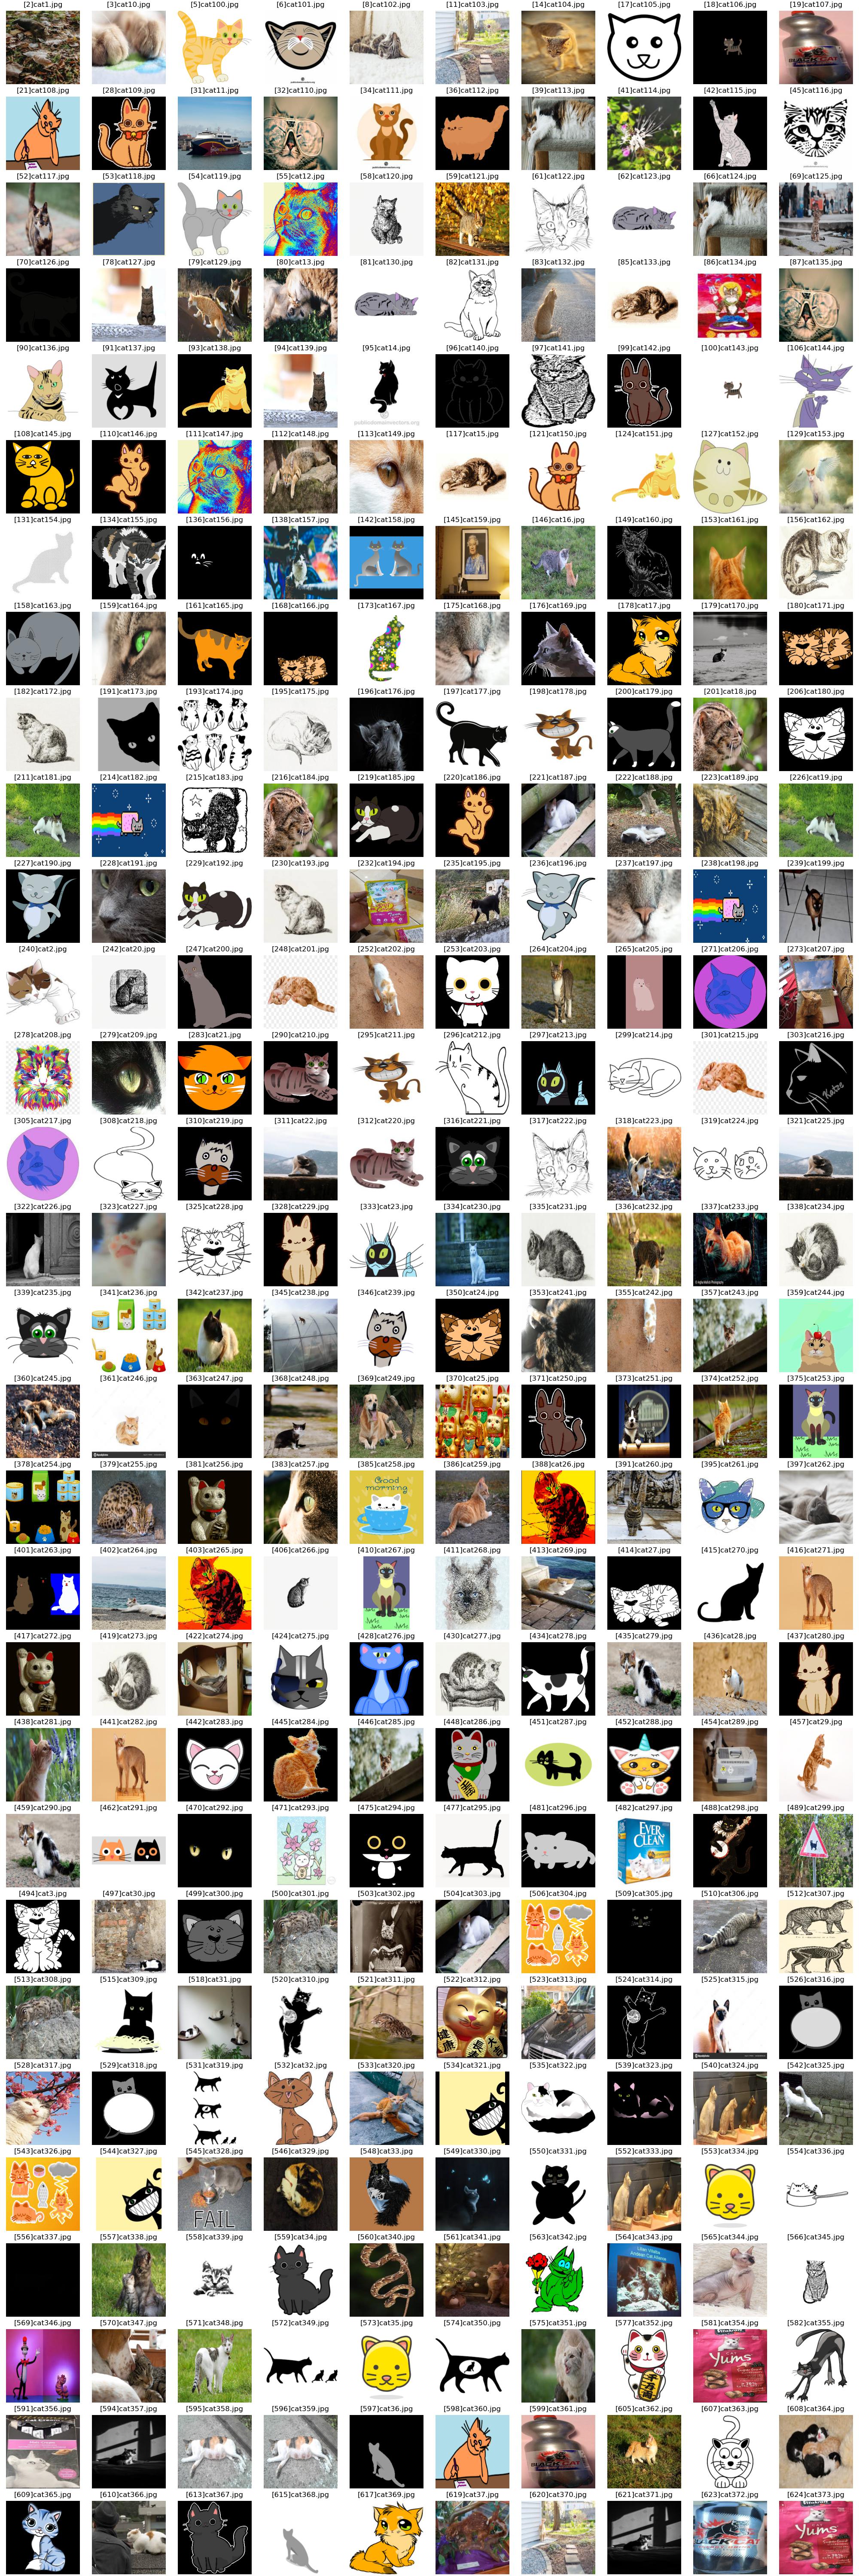 [2]cat1.jpg [3]cat10.jpg [5]cat100.jpg [6]cat101.jpg [8]cat102.jpg [11]cat103.jpg [14]cat104.jpg [17]cat105.jpg [18]cat106.jpg [19]cat107.jpg
BLACK CAT
[21]cat108.jpg [28]cat109.jpg [31]cat11.jpg [32]cat110.jpg [34]cat111.jpg [36]cat112.jpg [39]cat113.jpg [41]cat114.jpg [42]cat115.jpg [45]cat116.jpg
[52]cat117.jpg [53]cat118.jpg [54]cat119.jpg [55]cat12.jpg [58]cat120.jpg [59]cat121.jpg [61]cat122.jpg [62]cat123.jpg [66]cat124.jpg [69]cat125.jpg
[70]cat126.jpg [78]cat127.jpg [79]cat129.jpg [80]cat13.jpg [81]cat130.jpg [82]cat131.jpg [83]cat132.jpg [85]cat133.jpg [86]cat134.jpg [87]cat135.jpg
[90]cat136.jpg [91]cat137.jpg [93]cat138.jpg [94]cat139.jpg [95]cat14.jpg [96]cat140.jpg [97]cat141.jpg [99]cat142.jpg [100]cat143.jpg [106]cat144.jpg
publicdomainvectors.org
[108]cat145.jpg [110]cat146.jpg [111]cat147.jpg [112]cat148.jpg [113]cat149.jpg [117]cat15.jpg [121]cat150.jpg [124]cat151.jpg [127]cat152.jpg [129]cat153.jpg
[131]cat154.jpg [134]cat155.jpg [136]cat156.jpg [138]cat157.jpg [142]cat158.jpg [145]cat159.jpg [146]cat16.jpg [149]cat160.jpg [153]cat161.jpg [156]cat162.jpg
[158]cat163.jpg [159]cat164.jpg [161]cat165.jpg [168]cat166.jpg [173]cat167.jpg [175]cat168.jpg [176]cat169.jpg [178]cat17.jpg [179]cat170.jpg [180]cat171.jpg
[182]cat172.jpg [191]cat173.jpg [193]cat174.jpg [195]cat175.jpg [196]cat176.jpg [197]cat177.jpg [198]cat178.jpg [200]cat179.jpg [201]cat18.jpg [206]cat180.jpg
[211]cat181.jpg [214]cat182.jpg [215]cat183.jpg [216]cat184.jpg [219]cat185.jpg [220]cat186.jpg [221]cat187.jpg [222]cat188.jpg [223]cat189.jpg [226]cat19.jpg
[227]cat190.jpg [228]cat191.jpg [229]cat192.jpg [230]cat193.jpg [232]cat194.jpg [235]cat195.jpg [236]cat196.jpg [237]cat197.jpg [238]cat198.jpg [239]cat199.jpg
[240]cat2.jpg [242]cat20.jpg [247]cat200.jpg [248]cat201.jpg [252]cat202.jpg [253]cat203.jpg [264]cat204.jpg [265]cat205.jpg [271]cat206.jpg [273]cat207.jpg
[278]cat208.jpg [279]cat209.jpg [283]cat21.jpg [290]cat210.jpg [295]cat211.jpg [296]cat212.jpg [297]cat213.jpg [299]cat214.jpg [301]cat215.jpg [303]cat216.jpg
Katze
[305]cat217.jpg [308]cat218.jpg [310]cat219.jpg [311]cat22.jpg [312]cat220.jpg [316]cat221.jpg [317]cat222.jpg [318]cat223.jpg [319]cat224.jpg [321]cat225.jpg
[322]cat226.jpg [323]cat227.jpg [325]cat228.jpg [328]cat229.jpg [333]cat23.jpg [334]cat230.jpg [335]cat231.jpg [336]cat232.jpg [337]cat233.jpg [338]cat234.jpg
[339]cat235.jpg [341]cat236.jpg [342]cat237.jpg [345]cat238.jpg [346]cat239.jpg [350]cat24.jpg [353]cat241.jpg [355]cat242.jpg [357]cat243.jpg [359]cat244.jpg
[360]cat245.jpg [361]cat246.jpg [363]cat247.jpg [368]cat248.jpg [369]cat249.jpg [370]cat25.jpg [371]cat250.jpg [373]cat251.jpg [374]cat252.jpg [375]cat253.jpg
[378]cat254.jpg [379]cat255.jpg [381]cat256.jpg [383]cat257.jpg [385]cat258.jpg [386]cat259.jpg [388]cat26.jpg [391]cat260.jpg [395]cat261.jpg [397]cat262.jpg
Good
morning
[401]cat263.jpg [402]cat264.jpg [403]cat265.jpg [406]cat266.jpg [410]cat267.jpg [411]cat268.jpg [413]cat269.jpg [414]cat27.jpg [415]cat270.jpg [416]cat271.jpg
[417]cat272.jpg [419]cat273.jpg [422]cat274.jpg [424]cat275.jpg [428]cat276.jpg [430]cat277.jpg [434]cat278.jpg [435]cat279.jpg [436]cat28.jpg [437]cat280.jpg
[438]cat281.jpg [441]cat282.jpg [442]cat283.jpg [445]cat284.jpg [446]cat285.jpg [448]cat286.jpg [451]cat287.jpg [452]cat288.jpg [454]cat289.jpg [457]cat29.jpg
[459]cat290.jpg [462]cat291.jpg [470]cat292.jpg [471]cat293.jpg [475]cat294.jpg [477]cat295.jpg [481]cat296.jpg [482]cat297.jpg [488]cat298.jpg [489]cat299.jpg
EVER
CLEAN
[494]cat3.jpg [497]cat30.jpg [499]cat300.jpg [500]cat301.jpg [503]cat302.jpg [504]cat303.jpg [506]cat304.jpg [509]cat305.jpg [510]cat306.jpg [512]cat307.jpg
[513]cat308.jpg [515]cat309.jpg [518]cat31.jpg [520]cat310.jpg [521]cat311.jpg [522]cat312.jpg [523]cat313.jpg [524]cat314.jpg [525]cat315.jpg [526]cat316.jpg
[528]cat317.jpg [529]cat318.jpg [531]cat319.jpg [532]cat32.jpg [533]cat320.jpg [534]cat321.jpg [535]cat322.jpg [539]cat323.jpg [540]cat324.jpg [542]cat325.jpg
[543]cat326.jpg [544]cat327.jpg [545]cat328.jpg [546]cat329.jpg [548]cat33.jpg [549]cat330.jpg [550]cat331.jpg [552]cat333.jpg [553]cat334.jpg [554]cat336.jpg
FAIL
[556]cat337.jpg [557]cat338.jpg [558]cat339.jpg [559]cat34.jpg [560]cat340.jpg [561]cat341.jpg [563]cat342.jpg [564]cat343.jpg [565]cat344.jpg [566]cat345.jpg
[569]cat346.jpg [570]cat347.jpg [571]cat348.jpg [572]cat349.jpg [573]cat35.jpg [574]cat350.jpg [575]cat351.jpg [577]cat352.jpg [581]cat354.jpg [582]cat355.jpg
Yums
[591]cat356.jpg [594]cat357.jpg [595]cat358.jpg [596]cat359.jpg [597]cat36.jpg [598]cat360.jpg [599]cat361.jpg [605]cat362.jpg [607]cat363.jpg [608]cat364.jpg
BLACK CAT
[609]cat365.jpg [610]cat366.jpg [613]cat367.jpg [615]cat368.jpg [617]cat369.jpg [619]cat37.jpg [620]cat370.jpg [621]cat371.jpg [623]cat372.jpg [624]cat373.jpg
Yums